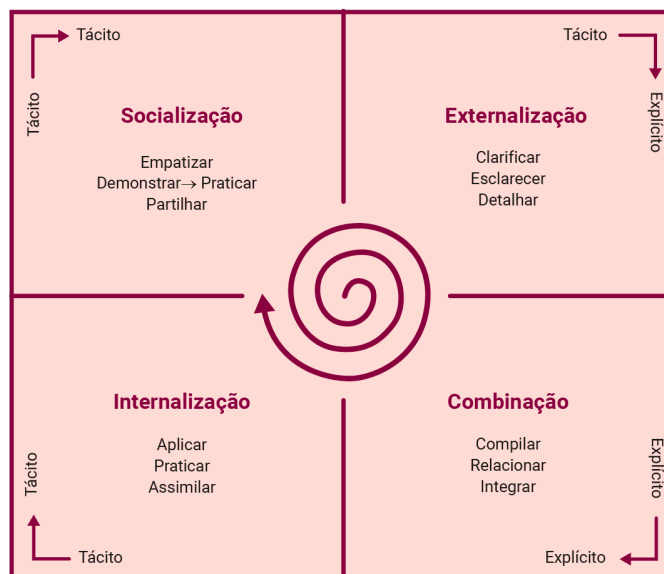 Tácito
Tácito
Socialização
Empatizar
Demonstrar→ Praticar
Partilhar
Tácito
Explícito
Externalização
Clarificar
Esclarecer
Detalhar
Internalização
Aplicar
Praticar
Assimilar
Tácito
Tácito
Combinação
Compilar
Relacionar
Integrar
Explícito
Explícito